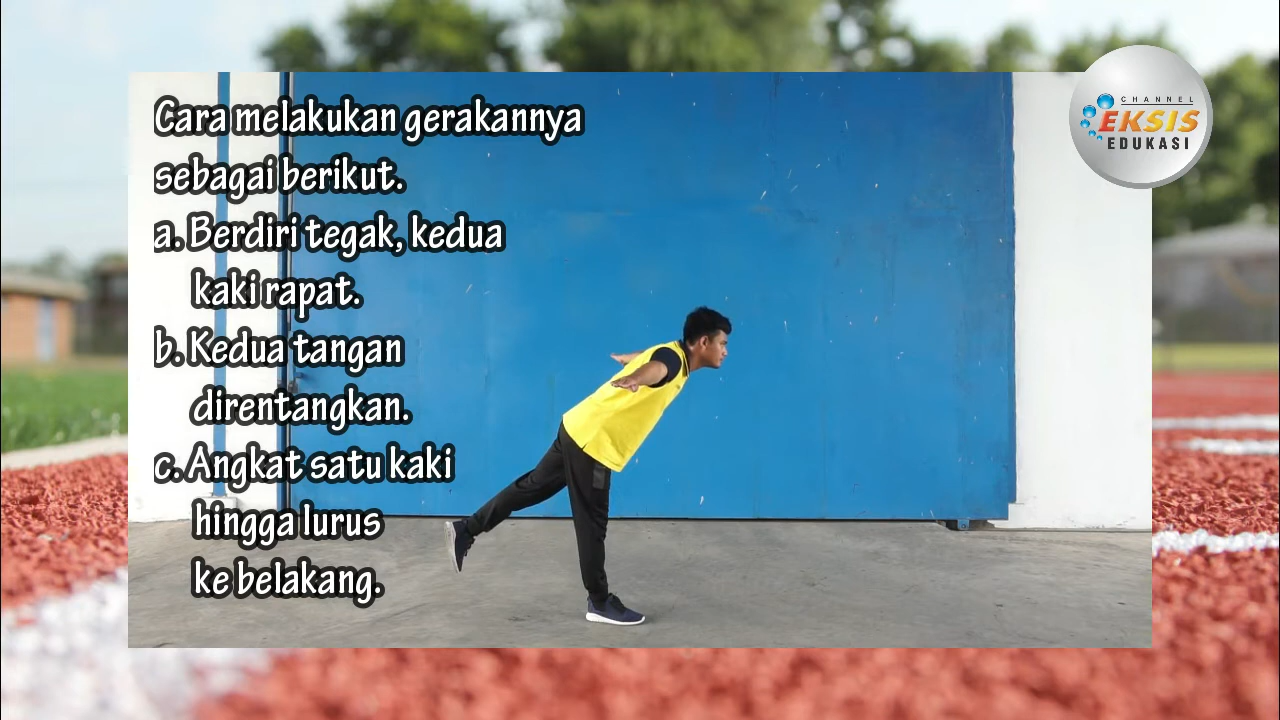 CHANNEL
EKSIS
EDUKASI
Cara melakukan gerakannya
sebagai berikut.
a. Berdiri tegak, kedua
kaki rapat.
b. Kedua tangan
direntangkan.
c. Angkat satu kaki
hingga lurus
ke belakang.